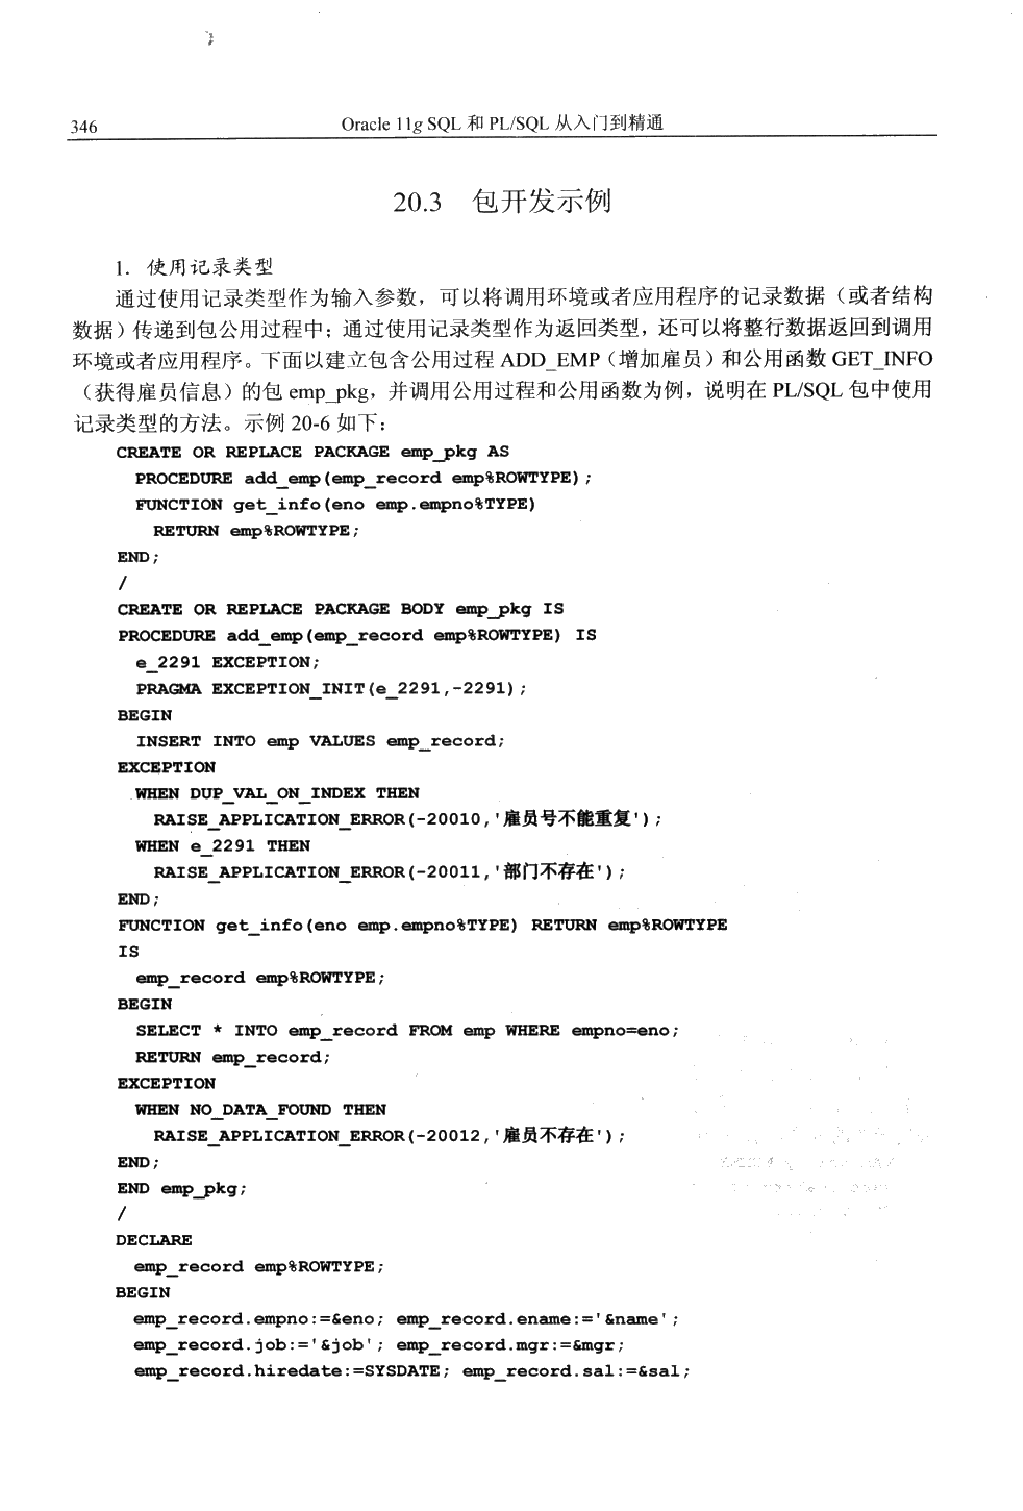 346 Oracle 11g SQL 和 PL/SQL 从入门到精通
20.3 包开发示例
1. 使用记录类型
通过使用记录类型作为输入参数，可以将调用环境或者应用程序的记录数据（或者结构
数据）传递到包公用过程中；通过使用记录类型作为返回类型，还可以将整行数据返回到调用
环境或者应用程序。下面以建立包含公用过程 ADD_EMP（增加雇员）和公用函数 GET_INFO
（获得雇员信息）的包 emp_pkg，并调用公用过程和公用函数为例，说明在 PL/SQL 包中使用
记录类型的方法。示例 20-6 如下：
CREATE OR REPLACE PACKAGE emp_pkg AS
PROCEDURE add_emp(emp_record emp%ROWTYPE);
FUNCTION get_info(eno emp.empno%TYPE)
RETURN emp%ROWTYPE;
END;
/
CREATE OR REPLACE PACKAGE BODY emp_pkg IS
PROCEDURE add_emp(emp_record emp%ROWTYPE) IS
e_2291 EXCEPTION;
PRAGMA EXCEPTION_INIT(e_2291,-2291);
BEGIN
INSERT INTO emp VALUES emp_record;
EXCEPTION
WHEN DUP_VAL_ON_INDEX THEN
RAISE_APPLICATION_ERROR(-20010,'雇员号不能重复');
WHEN e_2291 THEN
RAISE_APPLICATION_ERROR(-20011,'部门不存在');
END;
FUNCTION get_info(eno emp.empno%TYPE) RETURN emp%ROWTYPE
IS
emp_record emp%ROWTYPE;
BEGIN
SELECT * INTO emp_record FROM emp WHERE empno=eno;
RETURN emp_record;
EXCEPTION
WHEN NO_DATA_FOUND THEN
RAISE_APPLICATION_ERROR(-20012,'雇员不存在');
END;
END emp_pkg;
/
DECLARE
emp_record emp%ROWTYPE;
BEGIN
emp_record.empno:=&eno; emp_record.ename:='&name';
emp_record.job:='&job'; emp_record.mgr:=&mgr;
emp_record.hiredate:=SYSDATE; emp_record.sal:=&sal;